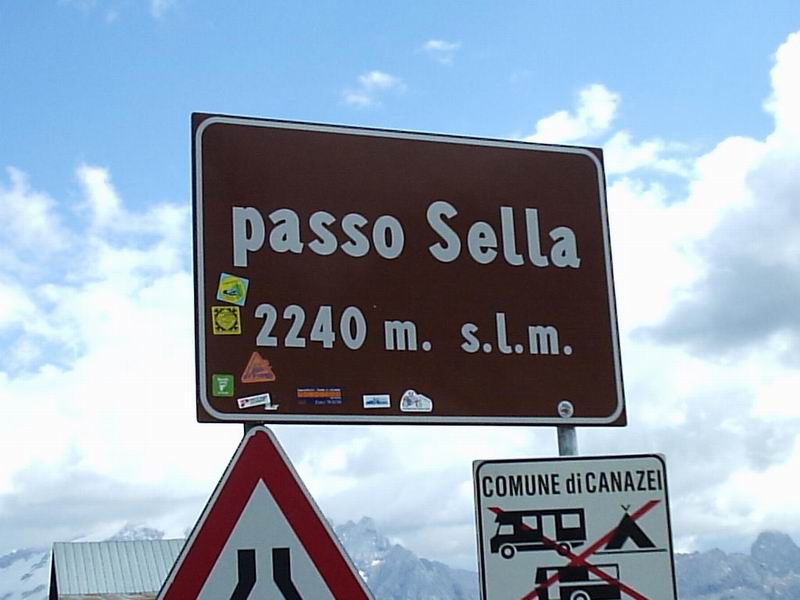 passo Sella
2240 m. s.l.m.
COMUNE di CANAZEI